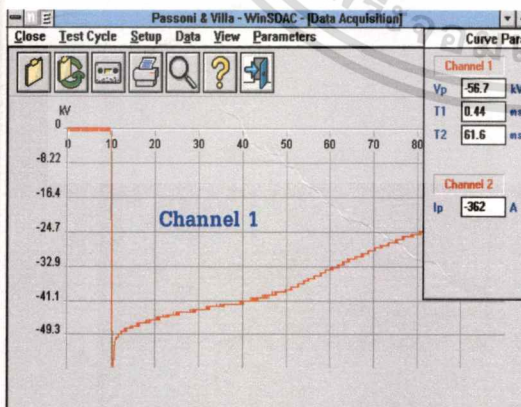 Passoni & Villa - WinSDAC - [Data Acquisition]
Close Test Cycle Setup Data View Parameters
Curve Par
Channel 1
Vp -56.7 kV
T1 0.44 ms
T2 61.6 ms
Channel 2
Ip -362 A
kV
0
0 10 20 30 40 50 60 70 80
-8.22
-16.4
-24.7
-32.9
-41.1
-49.3
Channel 1